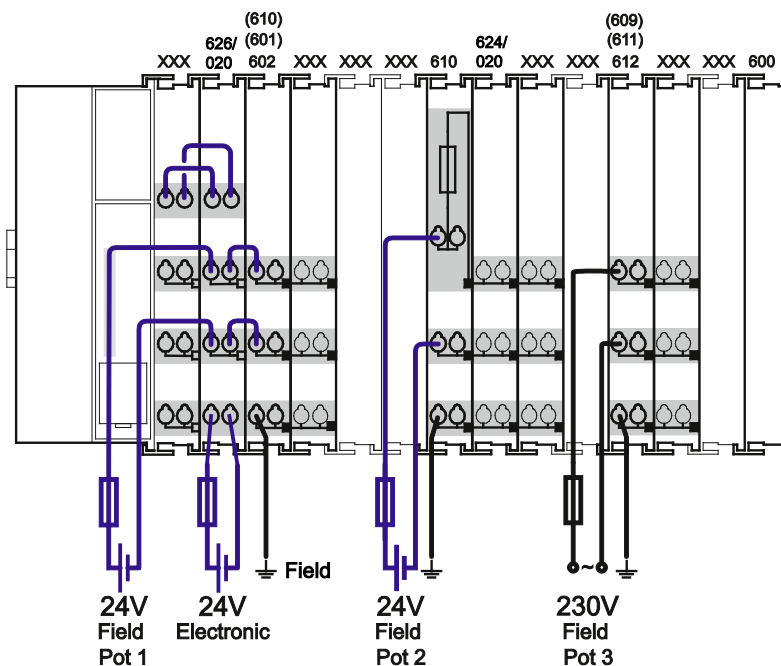 (610)
(609)
626/
(601)
624/
(611)
XXX
020
602
XXX
XXX
XXX
610
020
XXX
XXX
612
XXX
XXX
600
Field
24V
Field
Pot 1
24V
Electronic
24V
Field
Pot 2
~
230V
Field
Pot 3